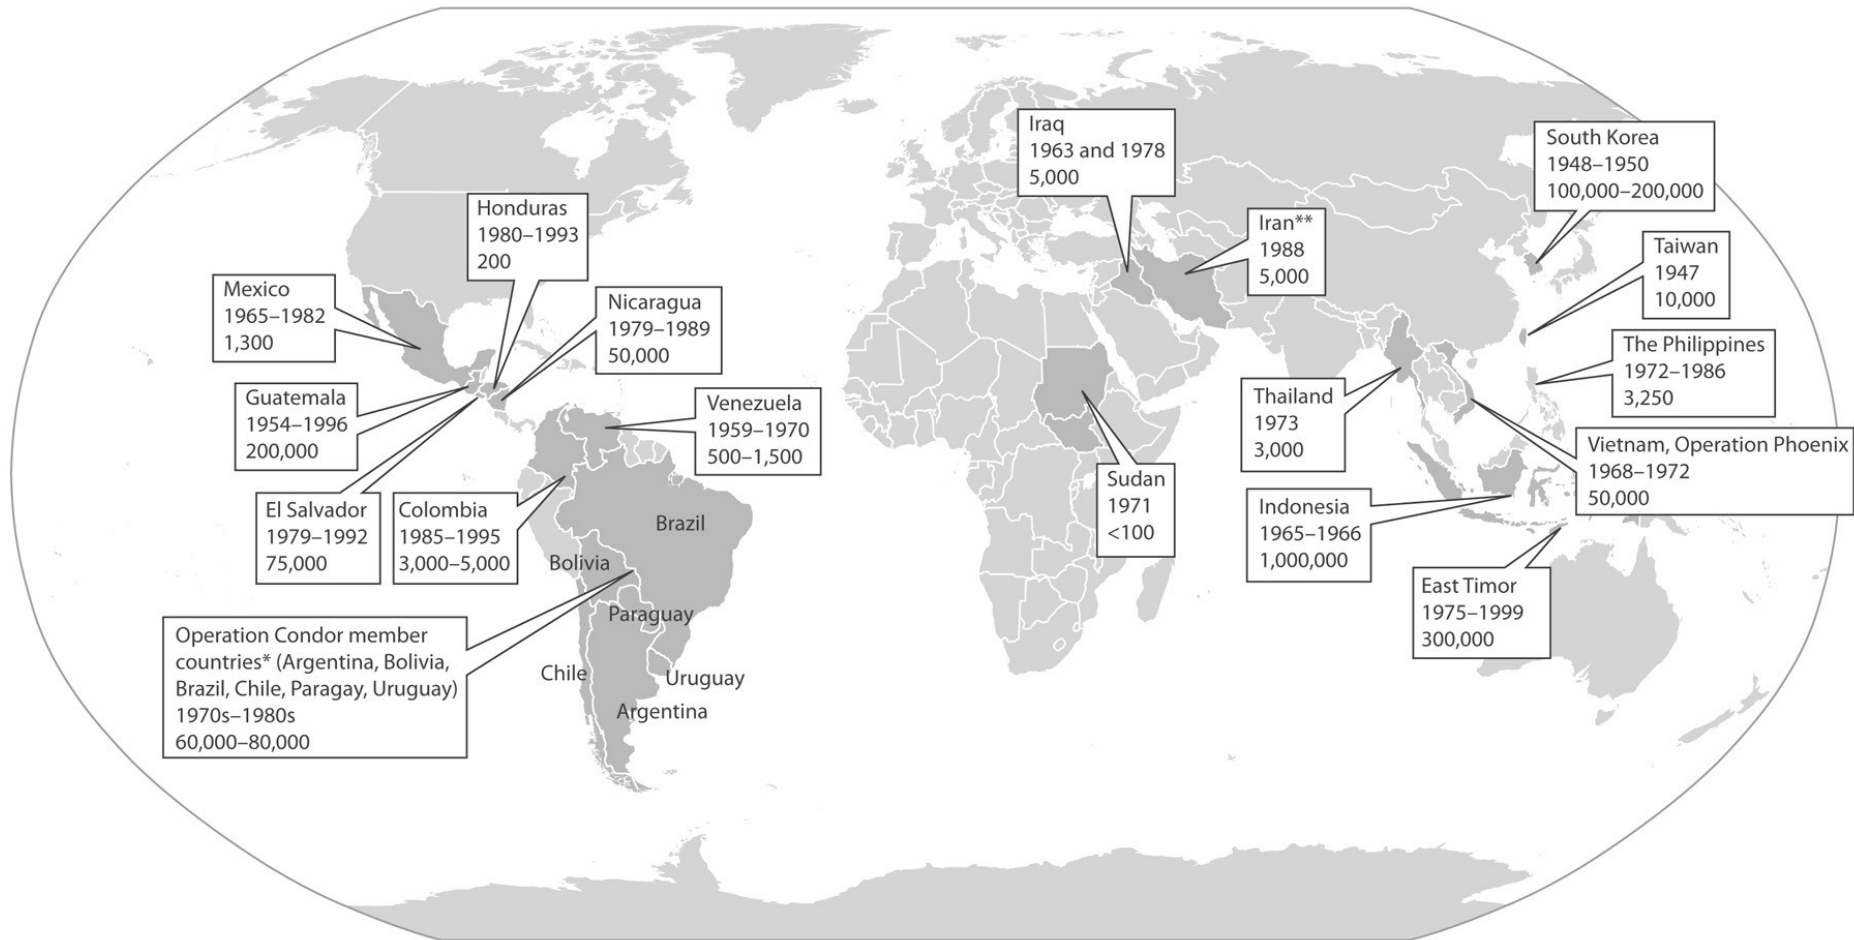 Iraq
1963 and 1978
5,000
South Korea
1948–1950
100,000–200,000
Honduras
1980–1993
200
Iran**
1988
5,000
Taiwan
1947
10,000
Mexico
1965–1982
1,300
Nicaragua
1979–1989
50,000
The Philippines
1972–1986
3,250
Guatemala
1954–1996
200,000
Venezuela
1959–1970
500–1,500
Thailand
1973
3,000
Vietnam, Operation Phoenix
1968–1972
50,000
El Salvador
1979–1992
75,000
Colombia
1985–1995
3,000–5,000
Sudan
1971
<100
Indonesia
1965–1966
1,000,000
East Timor
1975–1999
300,000
Brazil
Bolivia
Paraguay
Chile
Uruguay
Argentina
Operation Condor member
countries* (Argentina, Bolivia,
Brazil, Chile, Paragay, Uruguay)
1970s–1980s
60,000–80,000